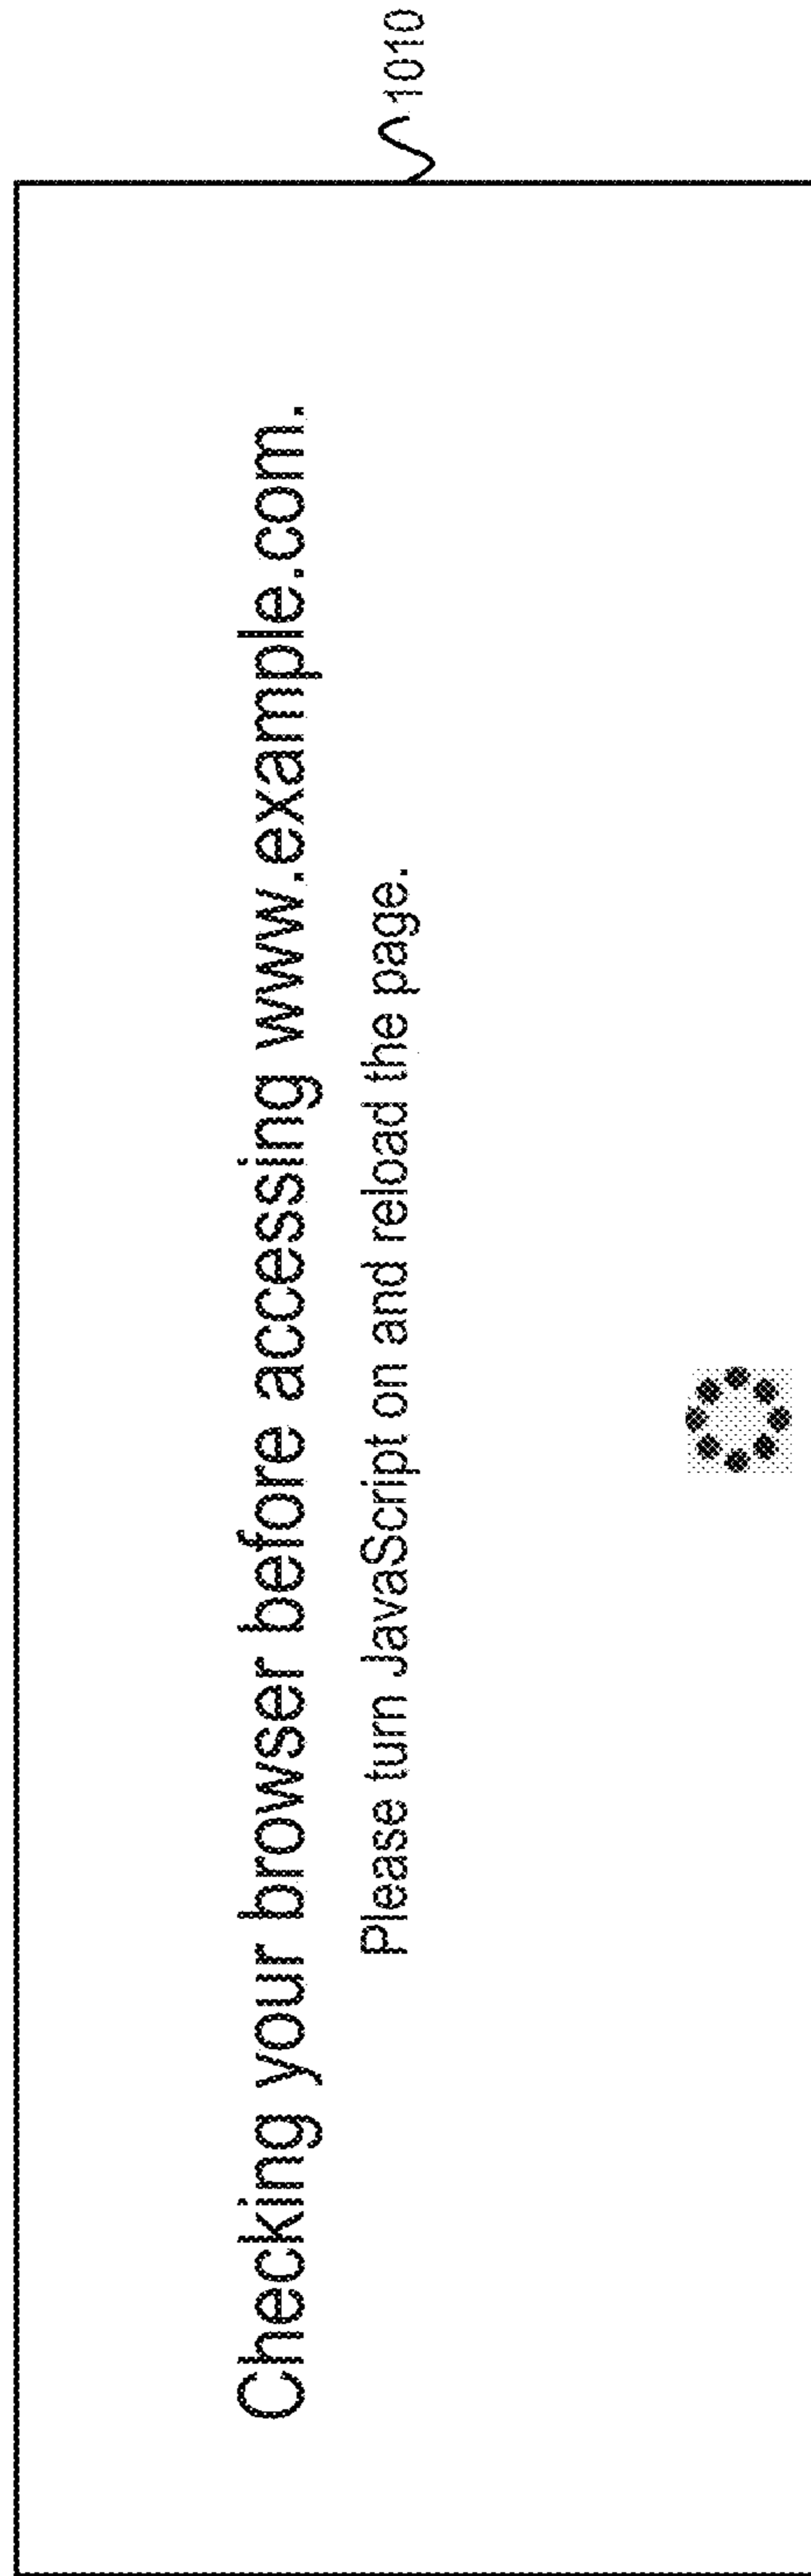 Checking your browser before accessing www.example.com.
Please turn JavaScript on and reload the page.
1010